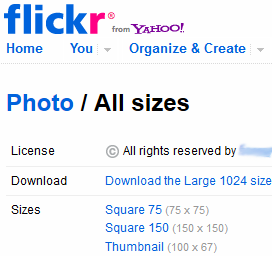 flickr from YAHOO!
Home You Organize & Create
Photo / All sizes
License © All rights reserved by
Download Download the Large 1024 size
Sizes Square 75 (75 x 75)
Square 150 (150 x 150)
Thumbnail (100 x 67)